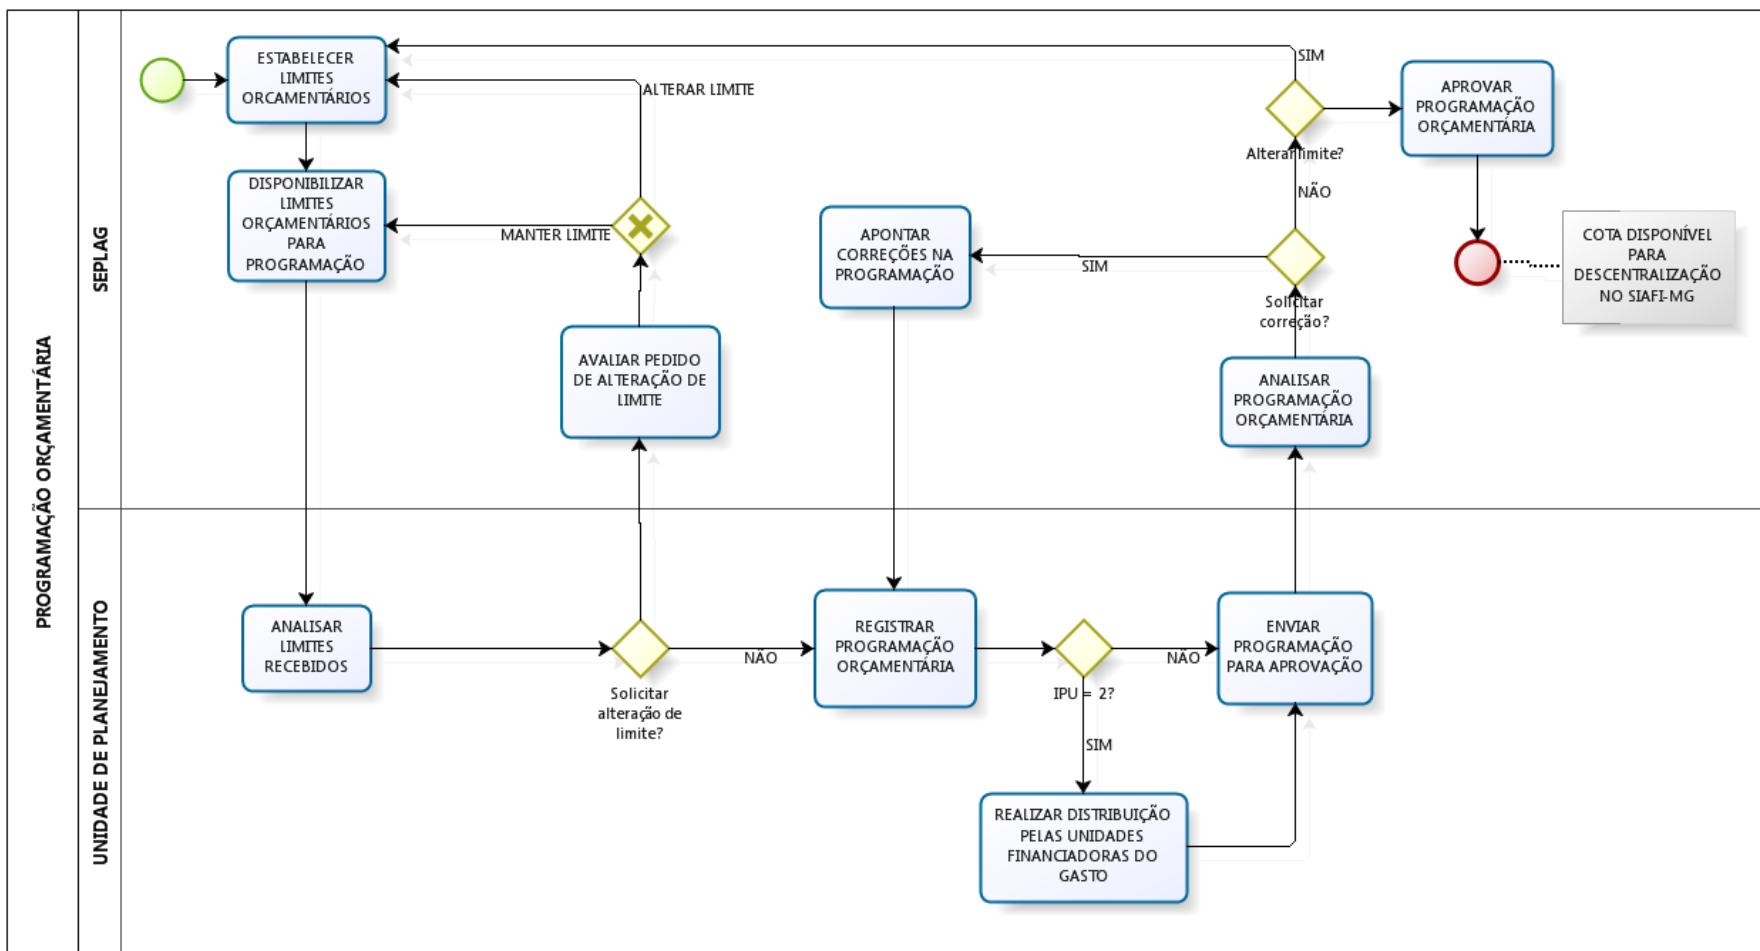 PROGRAMAÇÃO ORÇAMENTÁRIA
SEPLAG
ESTABELECER
LIMITES
ORCAMENTÁRIOS
DISPONIBILIZAR
LIMITES
ORÇAMENTÁRIOS
PARA
PROGRAMAÇÃO
ALTERAR LIMITE
MANTER LIMITE
AVALIAR PEDIDO
DE ALTERAÇÃO DE
LIMITE
APONTAR
CORREÇÕES NA
PROGRAMAÇÃO
SIM
SIM
Alterar limite?
NÃO
Solicitar
correção?
ANALISAR
PROGRAMAÇÃO
ORÇAMENTÁRIA
APROVAR
PROGRAMAÇÃO
ORÇAMENTÁRIA
COTA DISPONÍVEL
PARA
DESCENTRALIZAÇÃO
NO SIAFI-MG
UNIDADE DE PLANEJAMENTO
ANALISAR
LIMITES
RECEBIDOS
Solicitar
alteração de
limite?
NÃO
REGISTRAR
PROGRAMAÇÃO
ORÇAMENTÁRIA
IPU = 2?
NÃO
SIM
ENVIAR
PROGRAMAÇÃO
PARA APROVAÇÃO
REALIZAR DISTRIBUIÇÃO
PELAS UNIDADES
FINANCIADORAS DO
GASTO